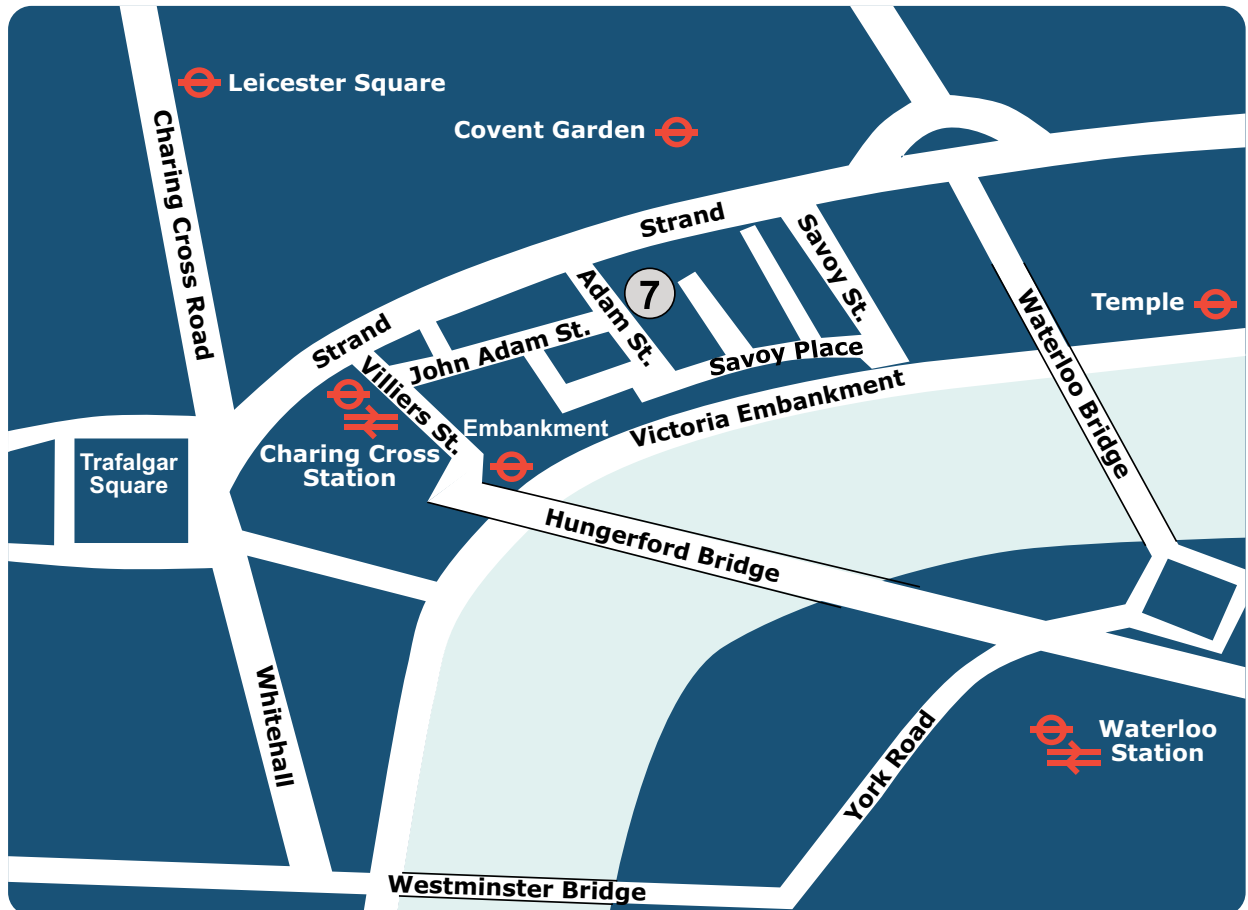 Leicester Square
Covent Garden
Charing Cross Road
Strand
Savoy St.
7
Adam St.
Temple
Waterloo Bridge
Strand
John Adam St.
Savoy Place
Villiers St.
Victoria Embankment
Embankment
Charing Cross
Station
Trafalgar
Square
Hungerford Bridge
Whitehall
York Road
Waterloo
Station
Westminster Bridge